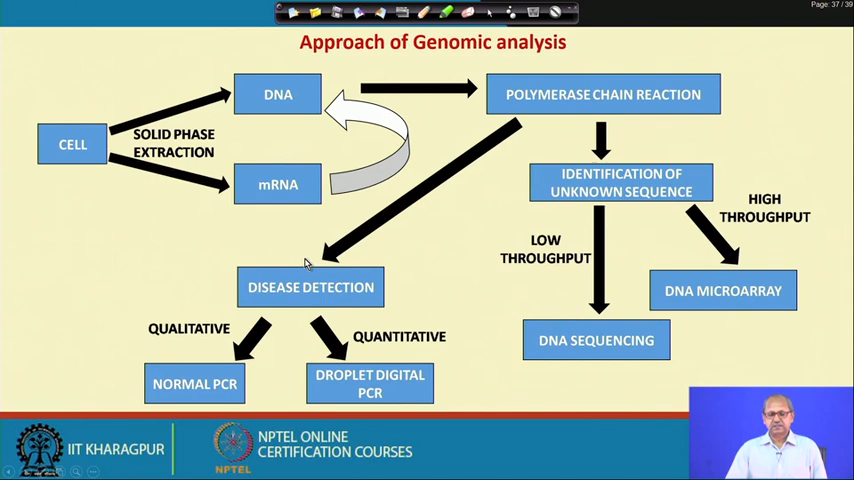 Page: 37 / 39
Approach of Genomic analysis
DNA
POLYMERASE CHAIN REACTION
CELL
SOLID PHASE
EXTRACTION
mRNA
IDENTIFICATION OF
UNKNOWN SEQUENCE
HIGH
THROUGHPUT
LOW
THROUGHPUT
DISEASE DETECTION
DNA MICROARRAY
QUALITATIVE
QUANTITATIVE
DNA SEQUENCING
NORMAL PCR
DROPLET DIGITAL
PCR
IIT KHARAGPUR
NPTEL
NPTEL ONLINE
CERTIFICATION COURSES